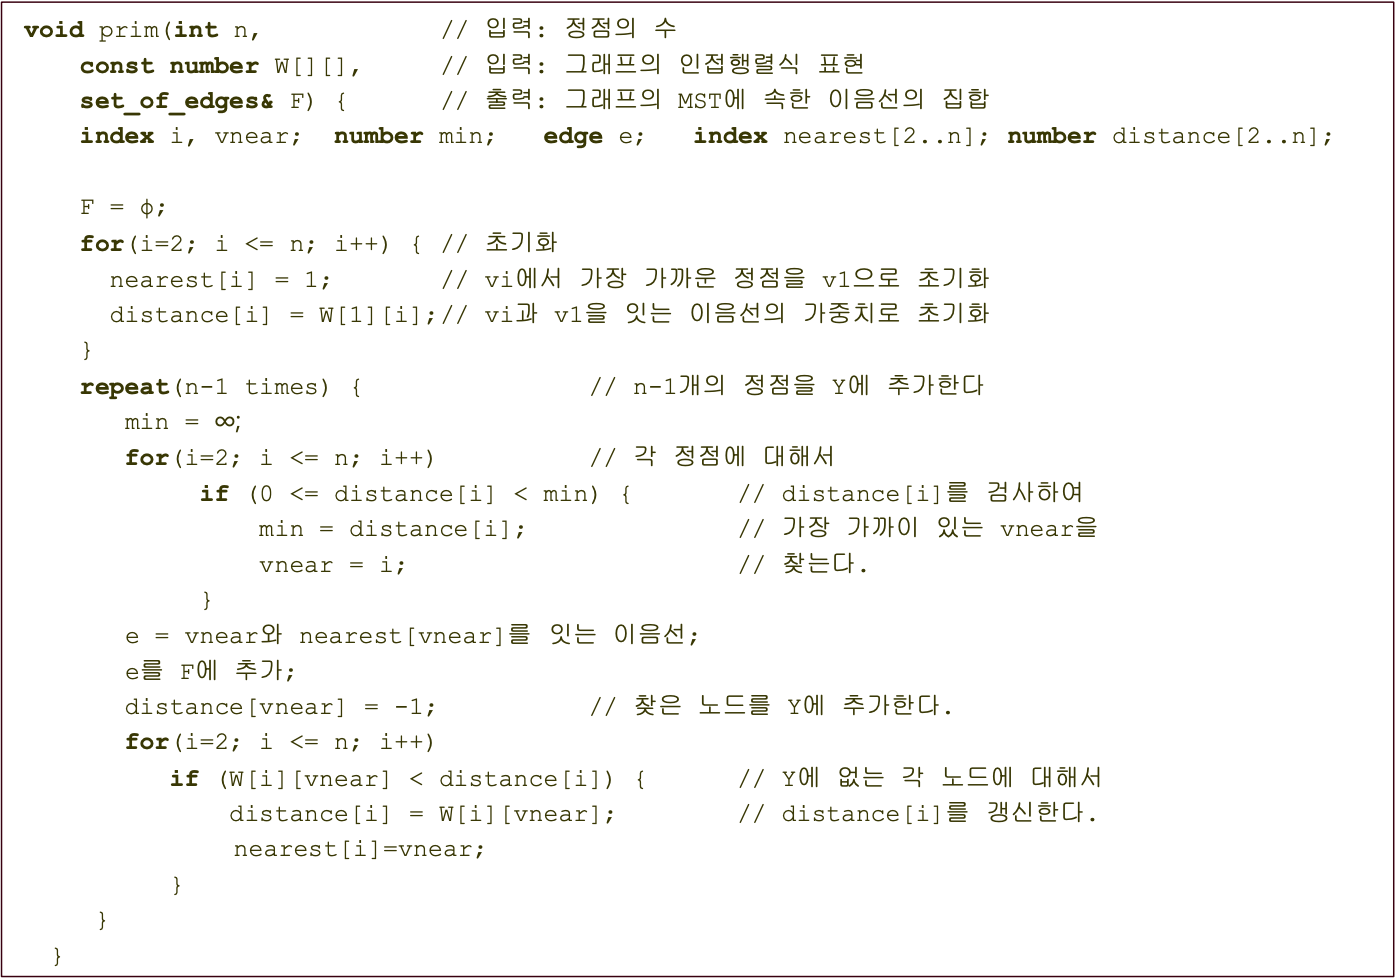 void prim(int n, // 입력: 정점의 수
const number W[][], // 입력: 그래프의 인접행렬식 표현
set_of_edges& F) { // 출력: 그래프의 MST에 속한 이음선의 집합
index i, vnear; number min; edge e; index nearest[2..n]; number distance[2..n];
F = ϕ;
for(i=2; i <= n; i++) { // 초기화
nearest[i] = 1; // vi에서 가장 가까운 정점을 v1으로 초기화
distance[i] = W[1][i];// vi과 v1을 잇는 이음선의 가중치로 초기화
}
repeat(n-1 times) { // n-1개의 정점을 Y에 추가한다
min = ∞;
for(i=2; i <= n; i++) // 각 정점에 대해서
if (0 <= distance[i] < min) { // distance[i]를 검사하여
min = distance[i]; // 가장 가까이 있는 vnear을
vnear = i; // 찾는다.
}
e = vnear와 nearest[vnear]를 잇는 이음선;
e를 F에 추가;
distance[vnear] = -1; // 찾은 노드를 Y에 추가한다.
for(i=2; i <= n; i++)
if (W[i][vnear] < distance[i]) { // Y에 없는 각 노드에 대해서
distance[i] = W[i][vnear]; // distance[i]를 갱신한다.
nearest[i]=vnear;
}
}
}